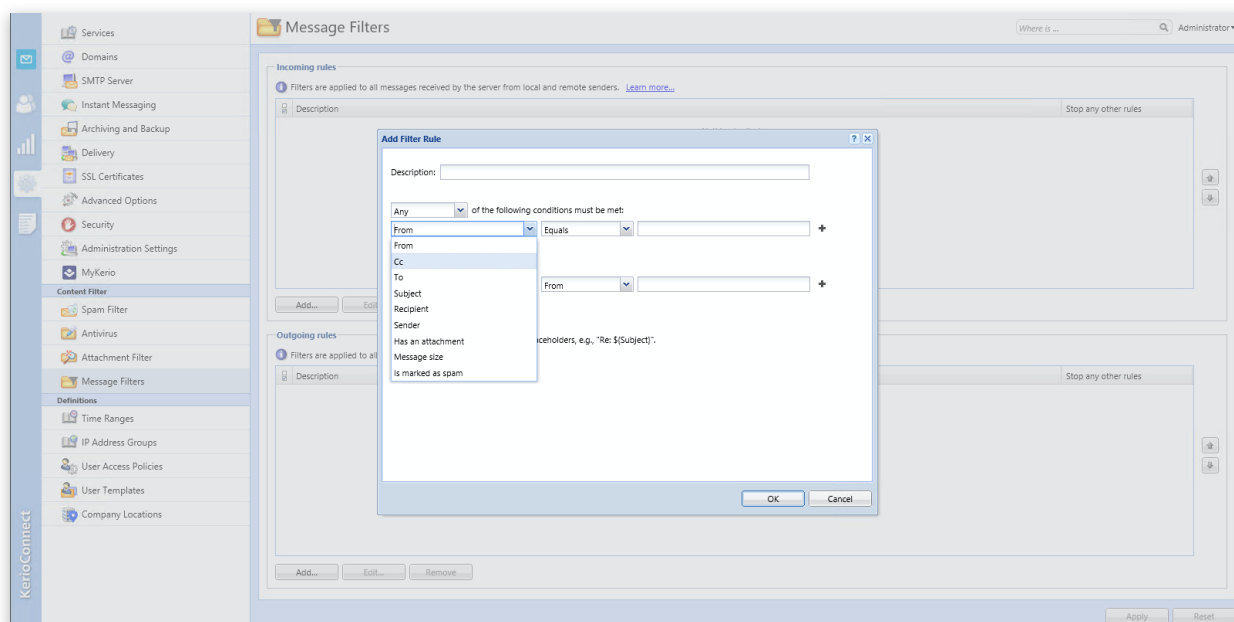 Message Filters
Where is ...
Administrator
Services
Domains
SMTP Server
Instant Messaging
Archiving and Backup
Delivery
SSL Certificates
Advanced Options
Security
Administration Settings
MyKerio
Content Filter
Spam Filter
Antivirus
Attachment Filter
Message Filters
Definitions
Time Ranges
IP Address Groups
User Access Policies
User Templates
Company Locations
KerioConnect
Incoming rules
Filters are applied to all messages received by the server from local and remote senders. Learn more...
Description
Stop any other rules
Add Filter Rule
Description:
Any of the following conditions must be met:
From Equals
From
Cc
To
Subject
Recipient
Sender
Has an attachment
Message size
Is marked as spam
From
e.g., "Re: $(Subject)".
OK Cancel
Add...
Outgoing rules
Filters are applied to all
Description
Stop any other rules
Add... Edit... Remove
Apply Reset